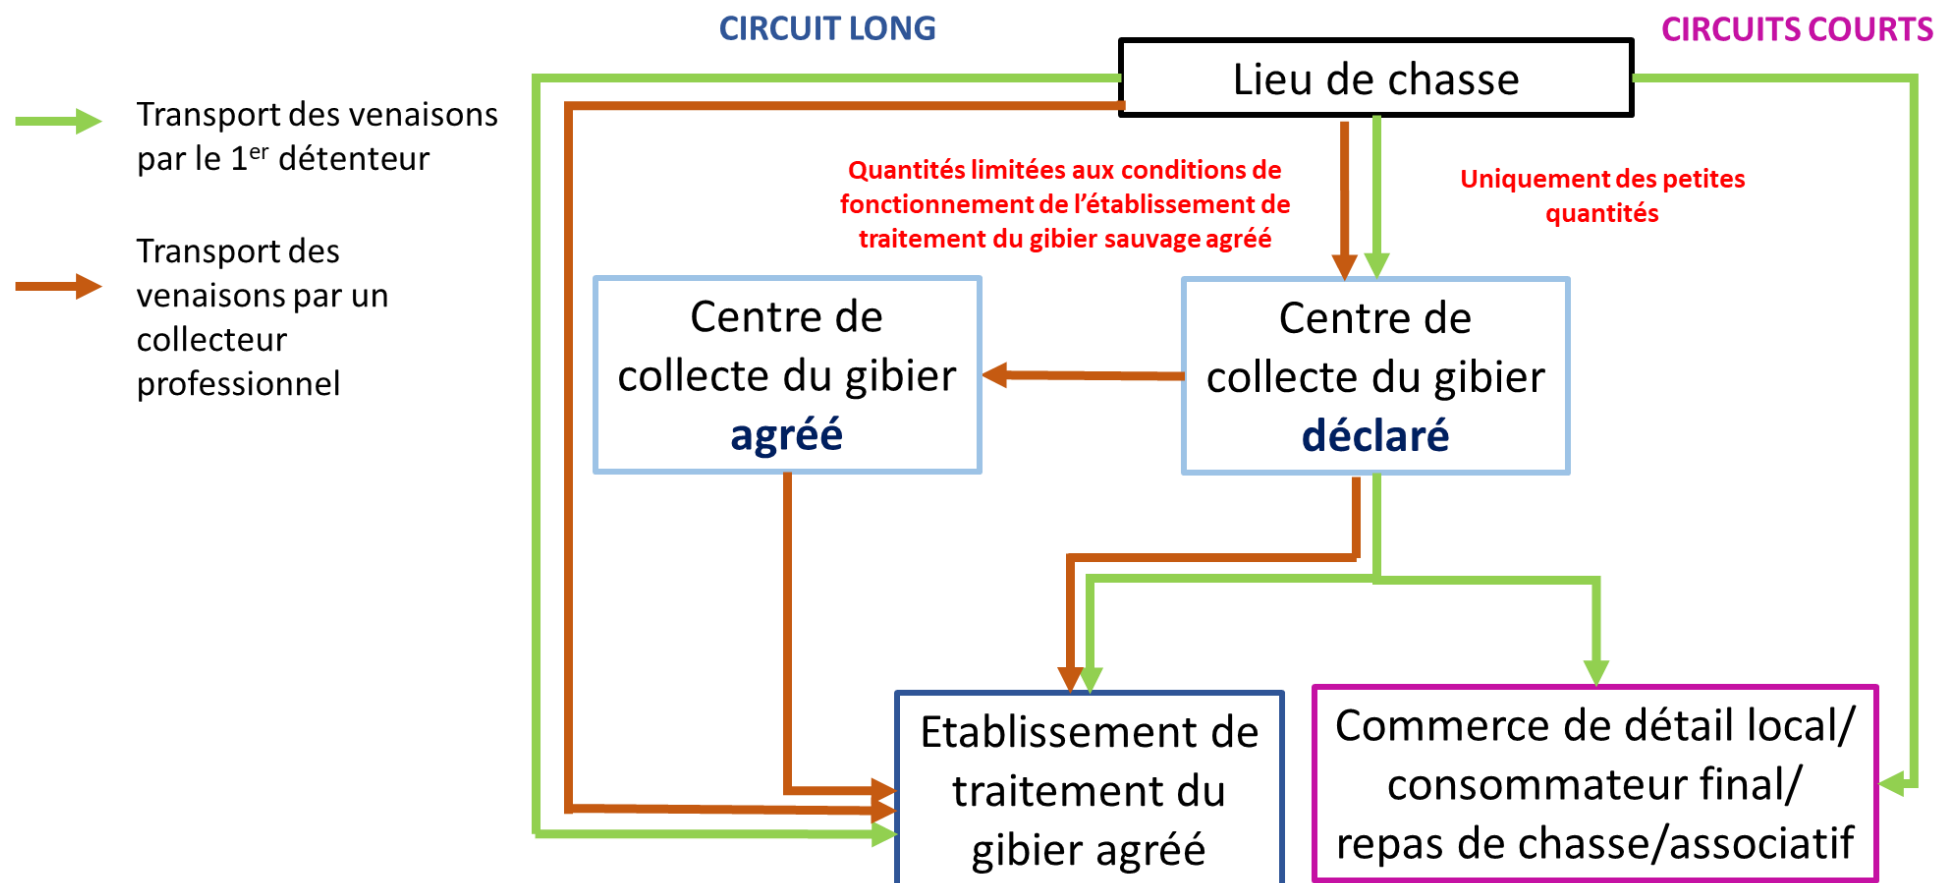 CIRCUIT LONG
CIRCUITS COURTS
Lieu de chasse
Transport des venaisons
par le 1er détenteur
Transport des
venaisons par un
collecteur
professionnel
Quantités limitées aux conditions de
fonctionnement de l'établissement de
traitement du gibier sauvage agréé
Uniquement des petites
quantités
Centre de
collecte du gibier
agréé
Centre de
collecte du gibier
déclaré
Etablissement de
traitement du
gibier agréé
Commerce de détail local/
consommateur final/
repas de chasse/associatif